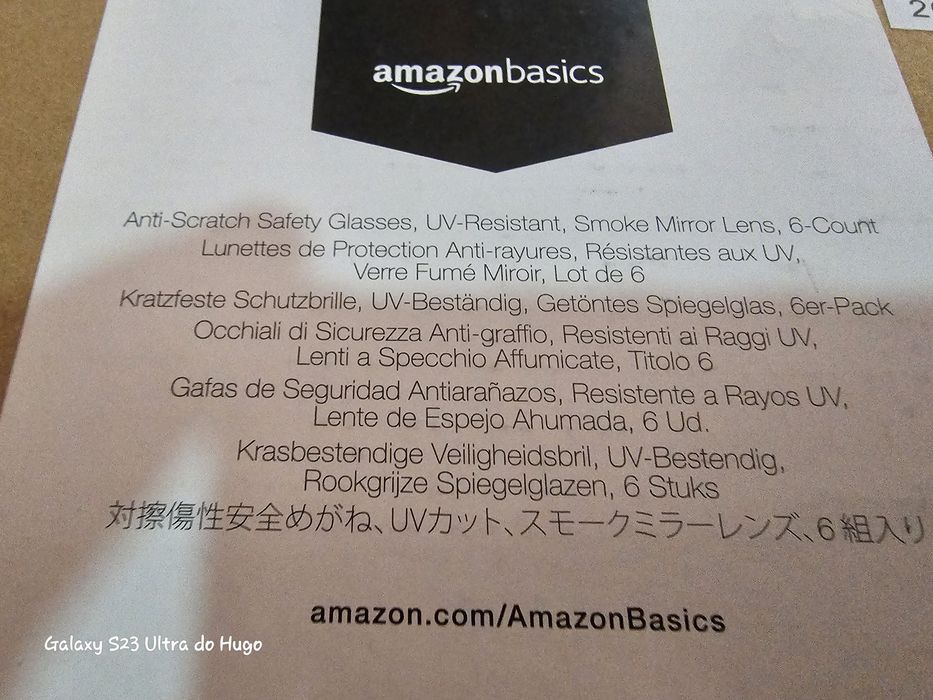 amazonbasics
Anti-Scratch Safety Glasses, UV-Resistant, Smoke Mirror Lens, 6-Count
Lunettes de Protection Anti-rayures, Résistantes aux UV,
Verre Fumé Miroir, Lot de 6
Kratzfeste Schutzbrille, UV-Beständig, Getöntes Spiegelglas, 6er-Pack
Occhiali di Sicurezza Anti-graffio, Resistenti ai Raggi UV,
Lenti a Specchio Affumicate, Titolo 6
Gafas de Seguridad Antiarañazos, Resistente a Rayos UV,
Lente de Espejo Ahumada, 6 Ud.
Krasbestendige Veiligheidsbril, UV-Bestendig,
Rookgrijze Spiegelglazen, 6 Stuks
対擦傷性安全めがね、UVカット、スモークミラーレンズ、6 組入り
amazon.com/AmazonBasics
Galaxy S23 Ultra do Hugo